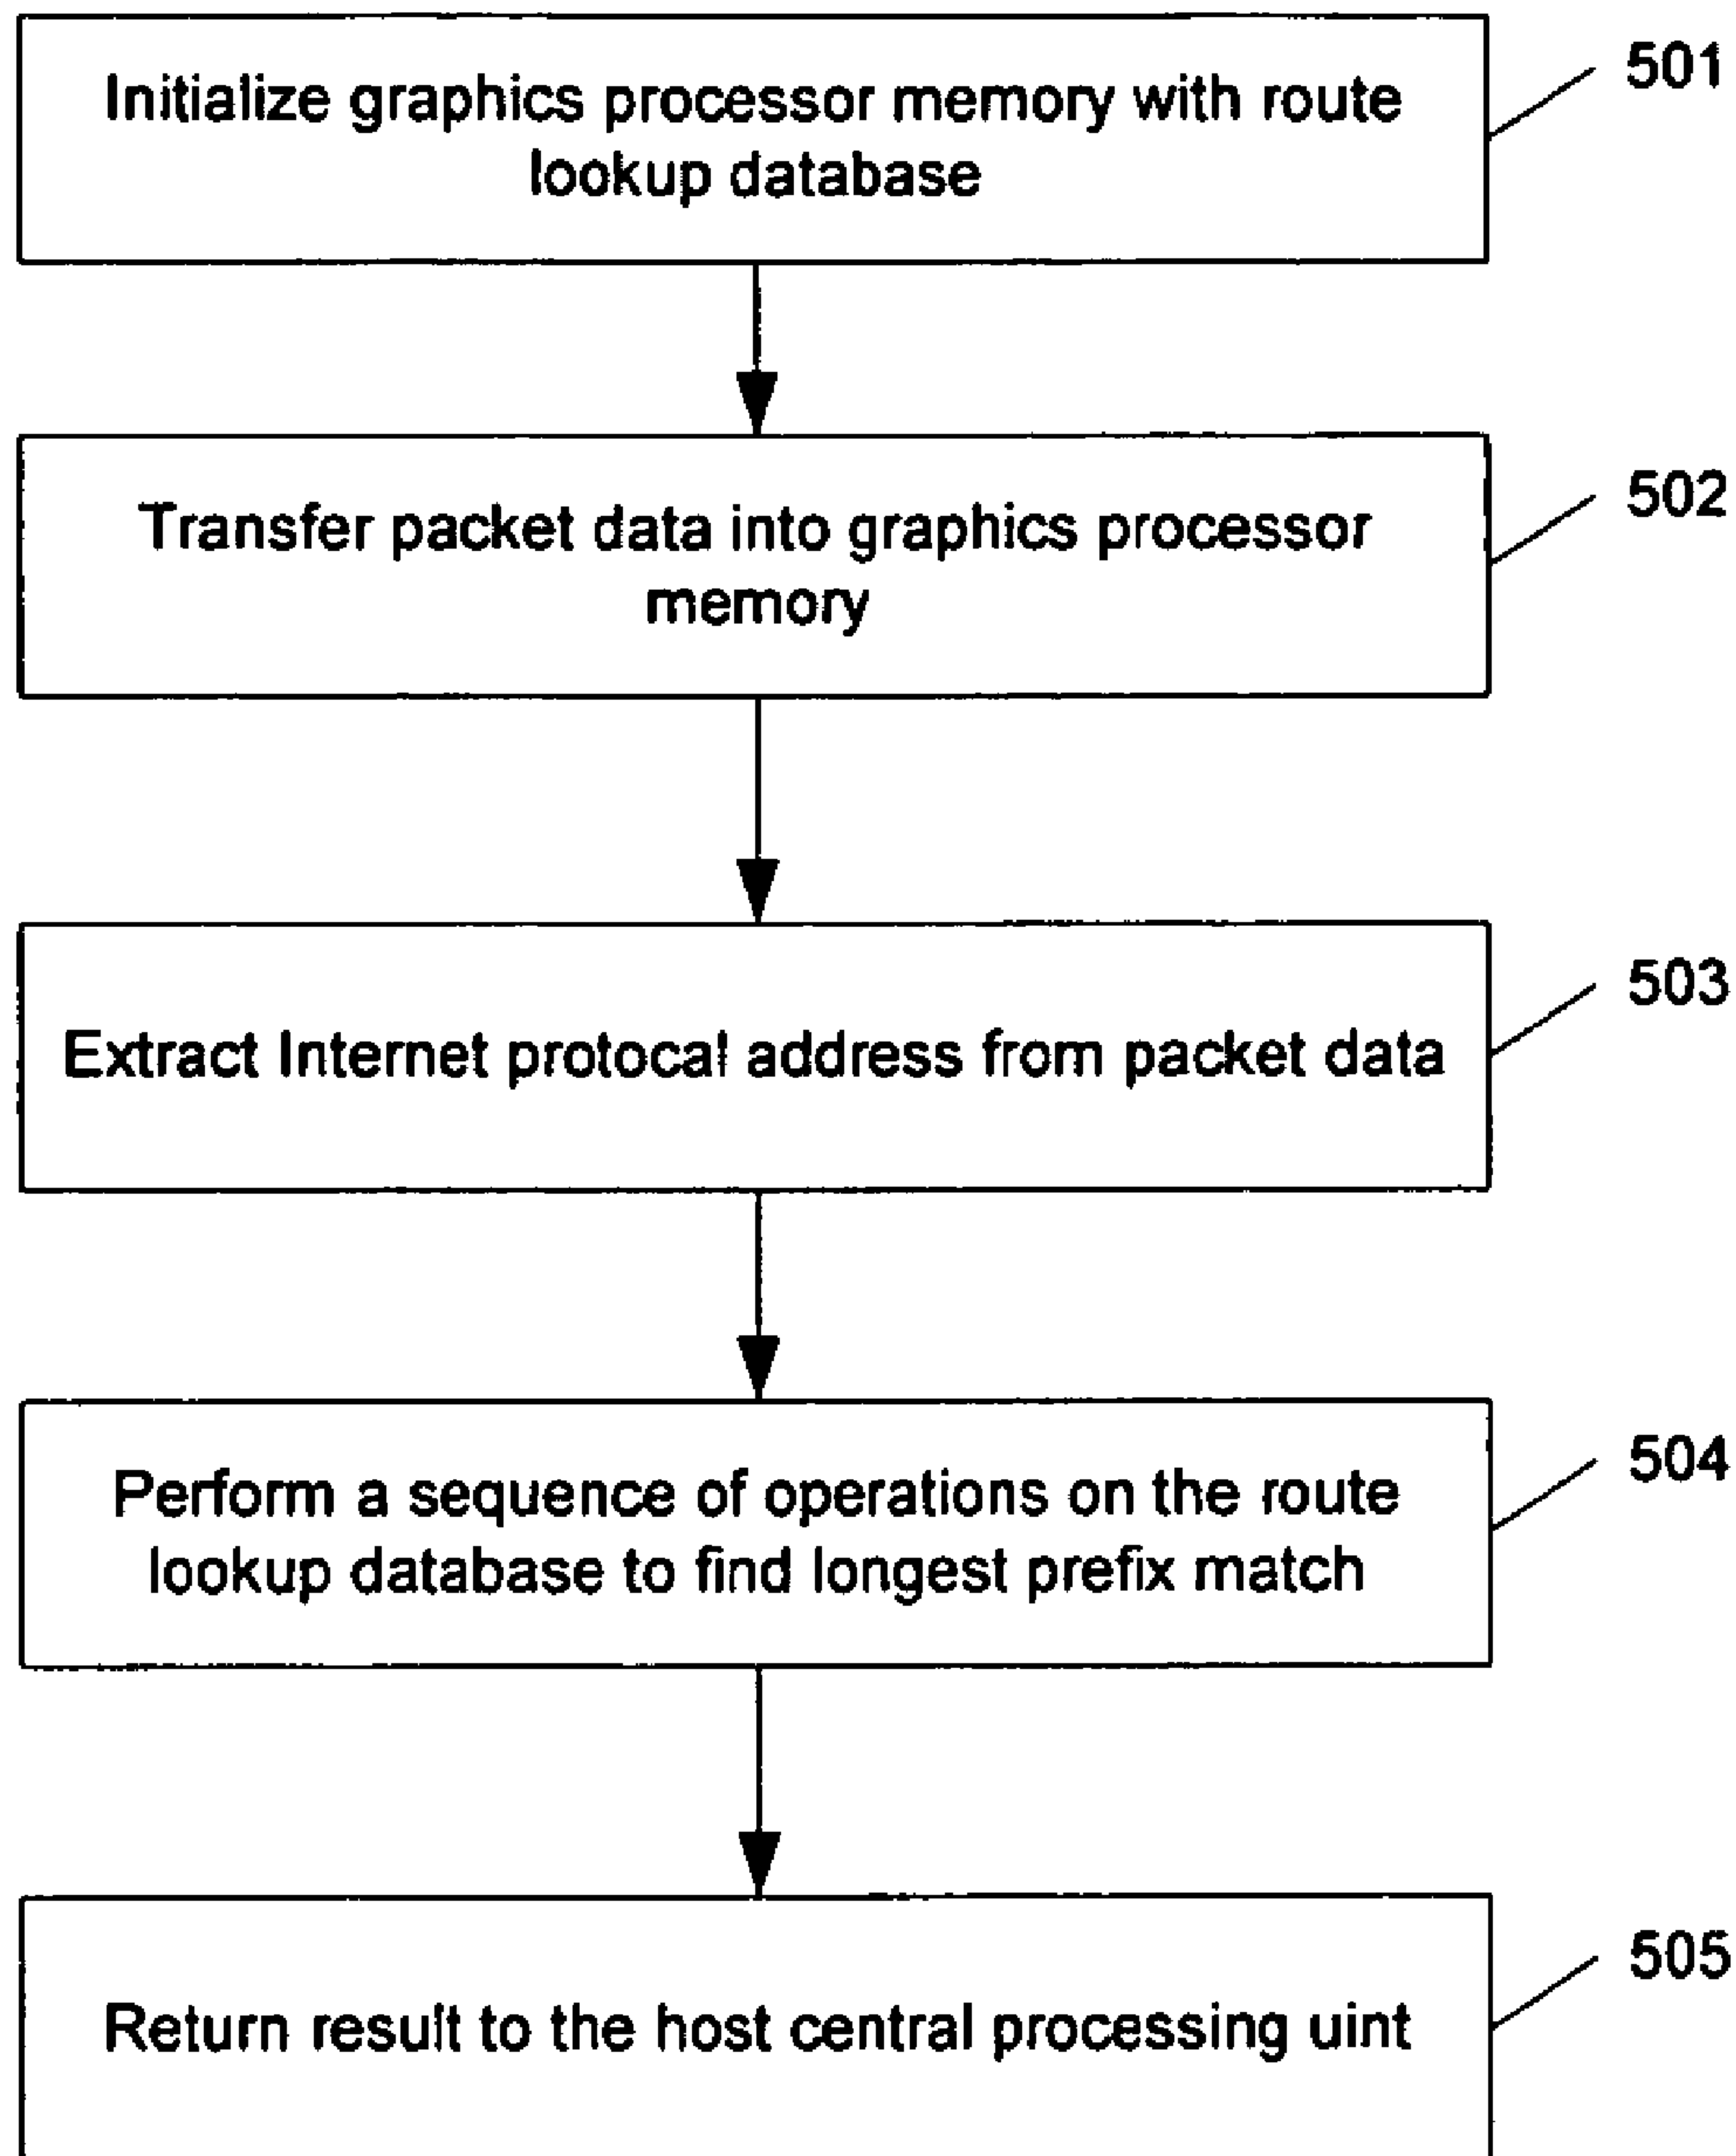 Initialize graphics processor memory with route
lookup database
501
Transfer packet data into graphics processor
memory
502
Extract Internet protocal address from packet data
503
Perform a sequence of operations on the route
lookup database to find longest prefix match
504
Return result to the host central processing uint
505